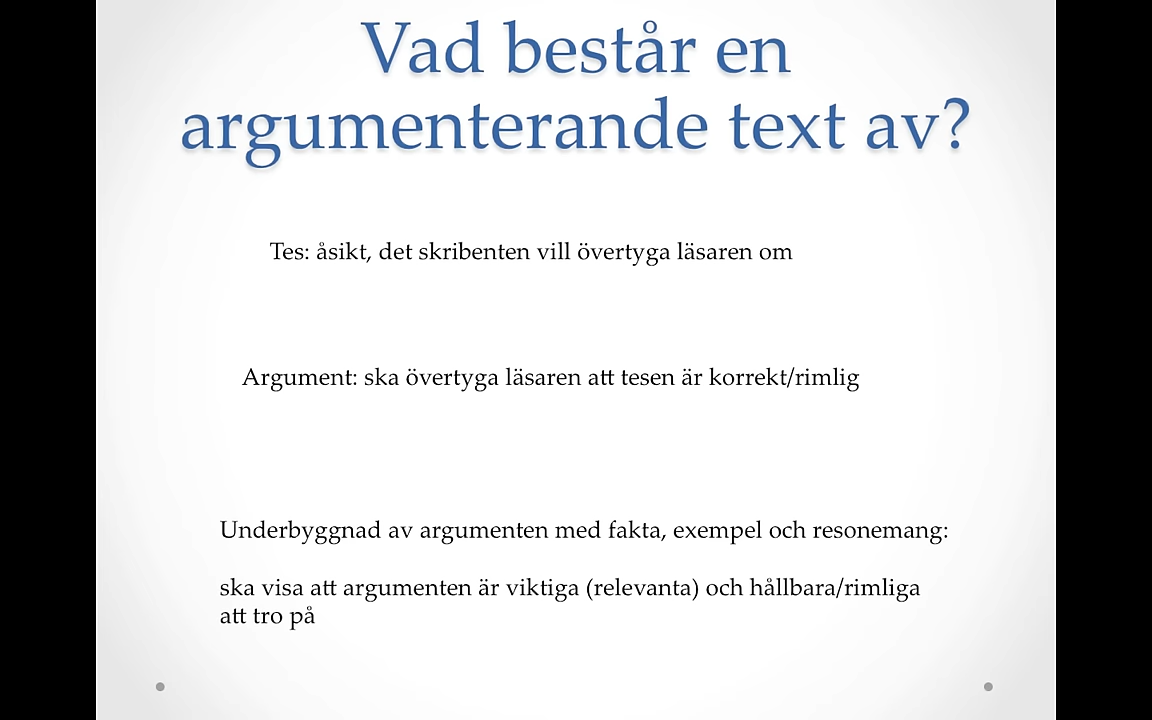 Vad består en
argumenterande text av?
Tes: åsikt, det skribenten vill övertyga läsaren om
Argument: ska övertyga läsaren att tesen är korrekt/rimlig
Underbyggnad av argumenten med fakta, exempel och resonemang:
ska visa att argumenten är viktiga (relevanta) och hållbara/rimliga
att tro på